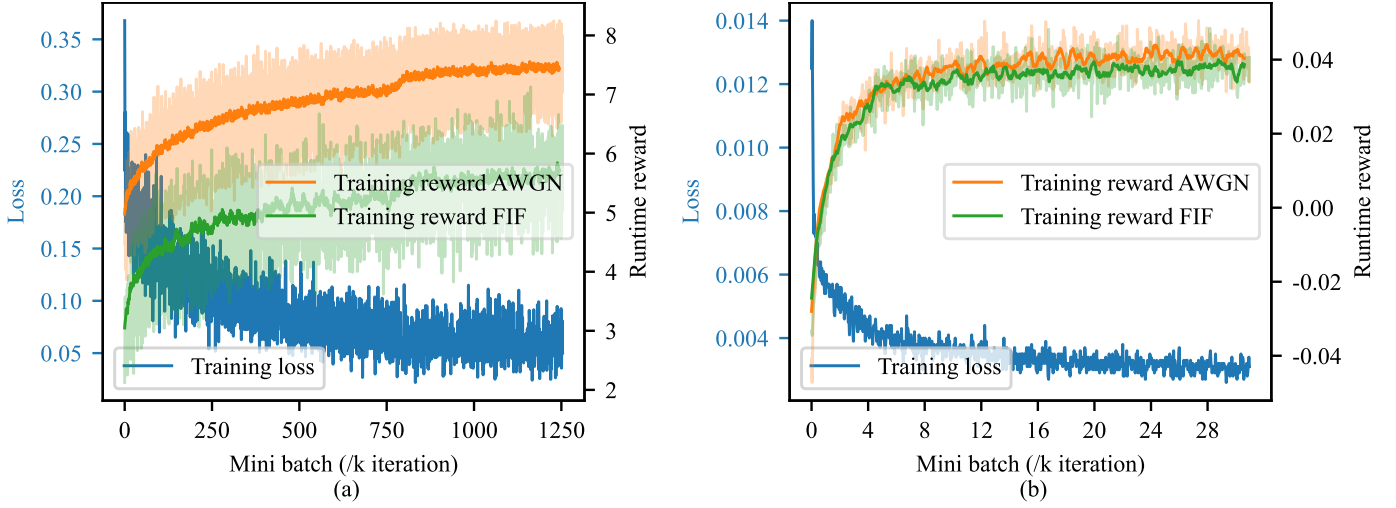 0.35
0.30
0.25
0.20
0.15
0.10
0.05
Loss
8
7
6
5
4
3
2
Runtime reward
Training reward AWGN
Training reward FIF
Training loss
0 250 500 750 1000 1250
Mini batch (/k iteration)
(a)
0.014
0.012
0.010
0.008
0.006
0.004
Loss
0.04
0.02
0.00
-0.02
-0.04
Runtime reward
Training reward AWGN
Training reward FIF
Training loss
0 4 8 12 16 20 24 28
Mini batch (/k iteration)
(b)